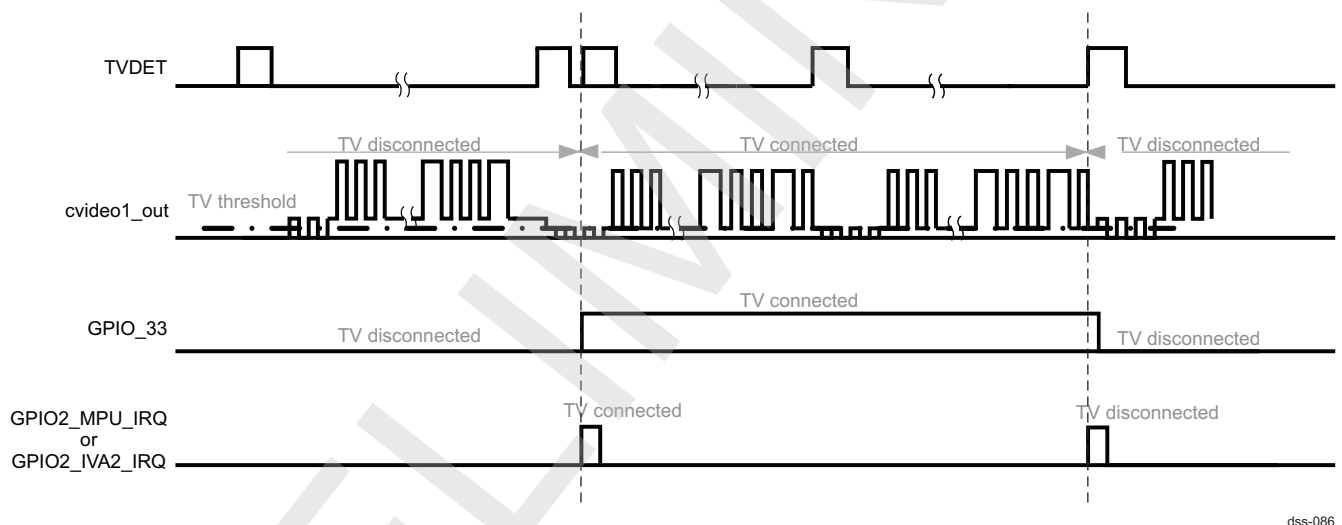 TVDET
TV disconnected
TV connected
TV disconnected
cvideo1_out
TV threshold
GPIO_33
TV disconnected
TV connected
TV disconnected
GPIO2_MPU_IRQ
or
GPIO2_IVA2_IRQ
TV connected
TV disconnected
dss-086